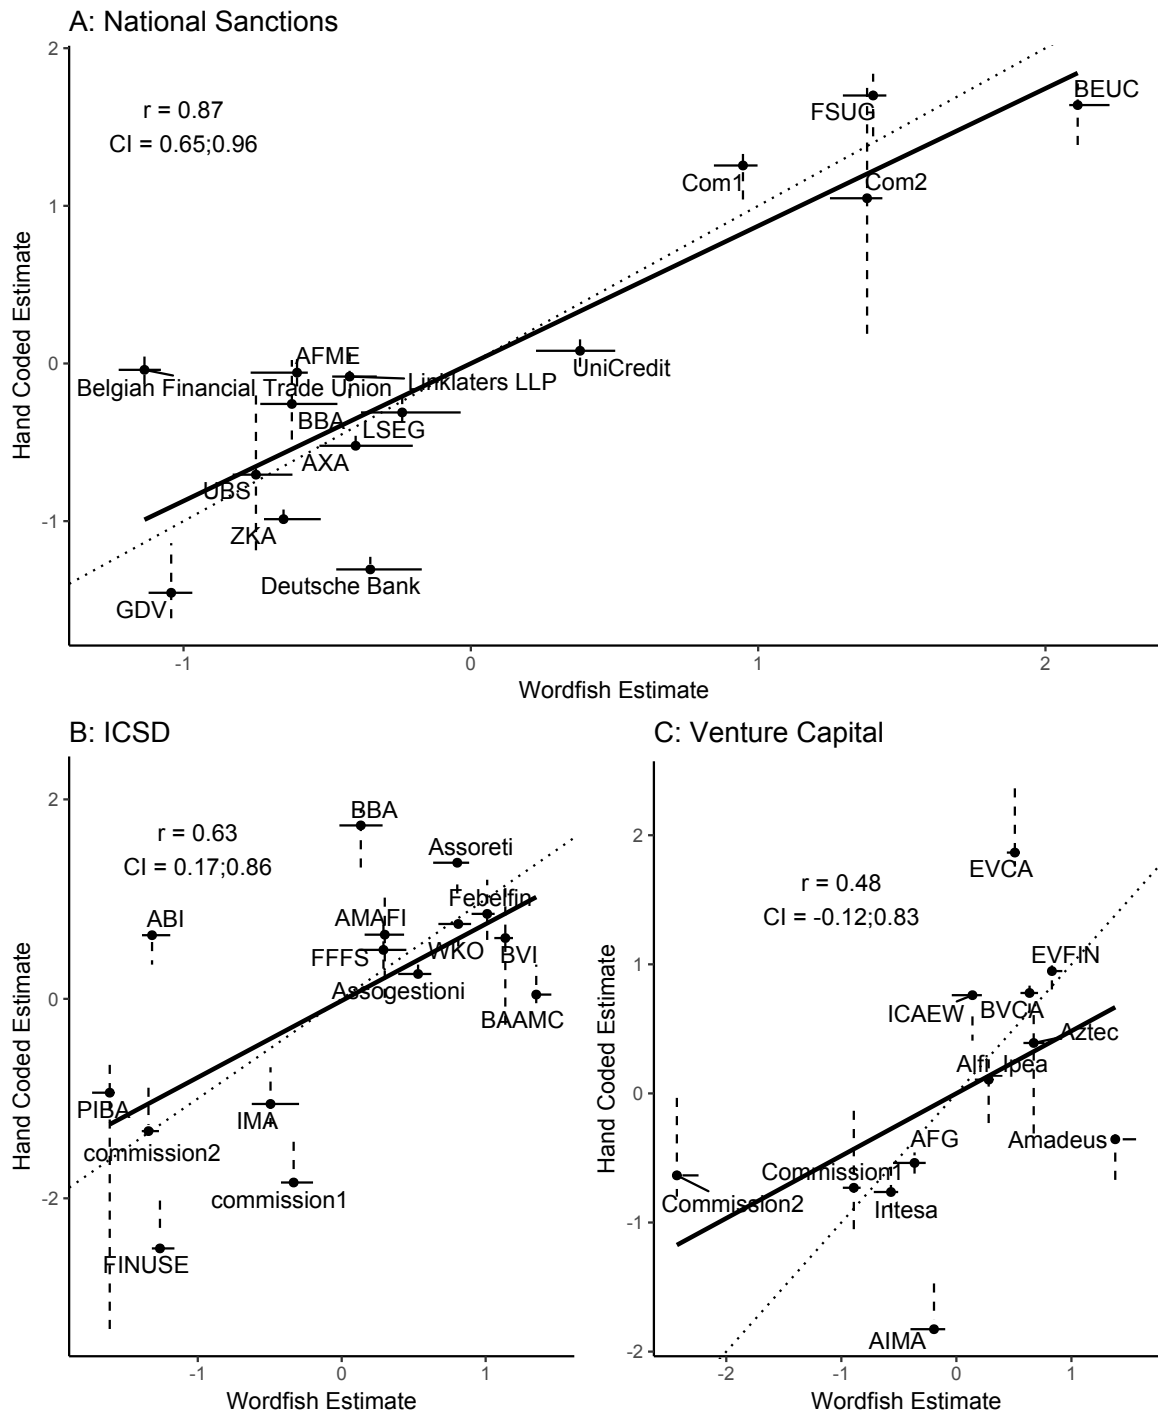 A: National Sanctions
2
r = 0.87
CI = 0.65;0.96
BEUC
FSUG
Com1
Com2
1
Hand Coded Estimate
0
AFME
UniCredit
Belgian Financial Trade Union
Linklaters LLP
BBA
LSEG
AXA
UBS
-1
ZKA
Deutsche Bank
GDV
-1
0
1
2
Wordfish Estimate
B: ICSD
2
r = 0.63
CI = 0.17;0.86
BBA
Assoreti
Febelfin
ABI
AMAFI
FFFS
WKO
BVI
Assogestioni
0
BAAMC
Hand Coded Estimate
PIBA
IMA
commission2
commission1
-2
FINUSE
-1
0
1
Wordfish Estimate
C: Venture Capital
2
EVCA
r = 0.48
CI = -0.12;0.83
EVFIN
1
ICAEW
BVCA
Aztec
Alfi
Ipea
0
Hand Coded Estimate
AFG
Amadeus
Commission1
Commission2
Intesa
-1
AIMA
-2
-2
-1
0
1
Wordfish Estimate